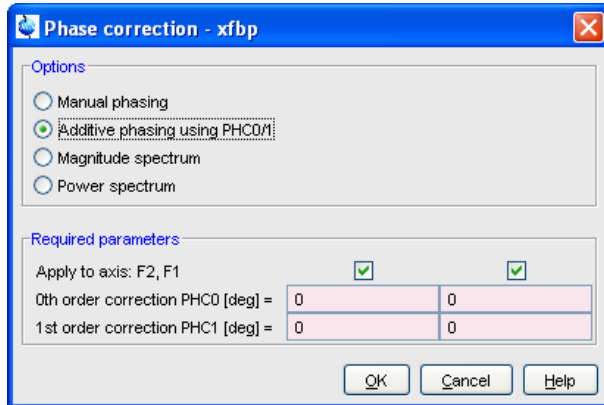 Phase correction - xfbp
Options
Manual phasing
Additive phasing using PHC0/1
Magnitude spectrum
Power spectrum
Required parameters
Apply to axis: F2, F1
0th order correction PHC0 [deg] = 0 0
1st order correction PHC1 [deg] = 0 0
OK Cancel Help